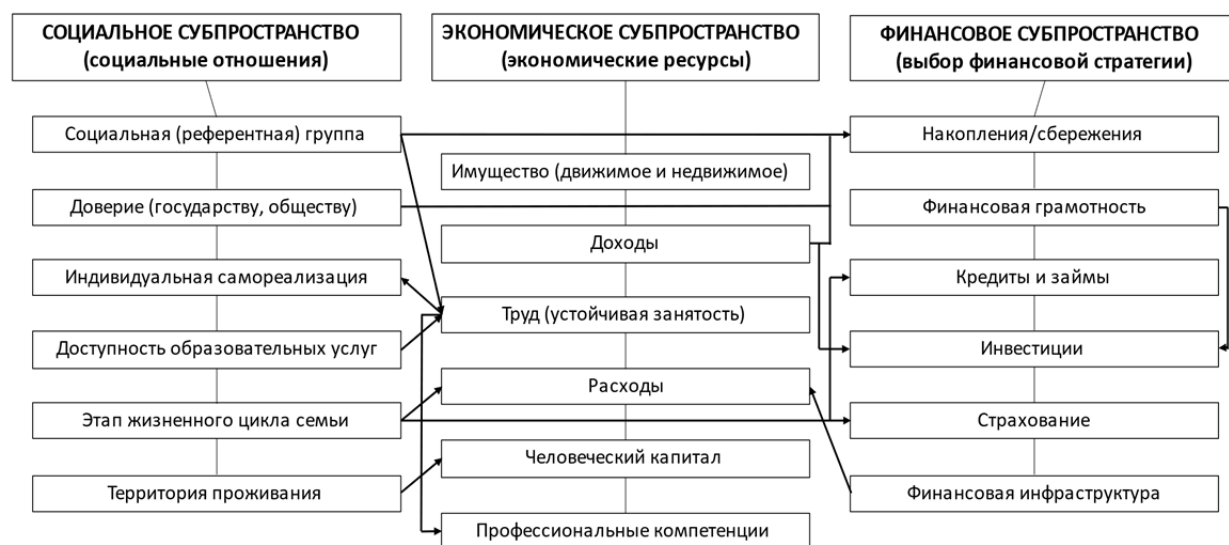 СОЦИАЛЬНОЕ СУБПРОСТРАНСТВО
(социальные отношения)
Социальная (референтная) группа
Доверие (государству, обществу)
Индивидуальная самореализация
Доступность образовательных услуг
Этап жизненного цикла семьи
Территория проживания
ЭКОНОМИЧЕСКОЕ СУБПРОСТРАНСТВО
(экономические ресурсы)
Имущество (движимое и недвижимое)
Доходы
Труд (устойчивая занятость)
Расходы
Человеческий капитал
Профессиональные компетенции
ФИНАНСОВОЕ СУБПРОСТРАНСТВО
(выбор финансовой стратегии)
Накопления/сбережения
Финансовая грамотность
Кредиты и займы
Инвестиции
Страхование
Финансовая инфраструктура